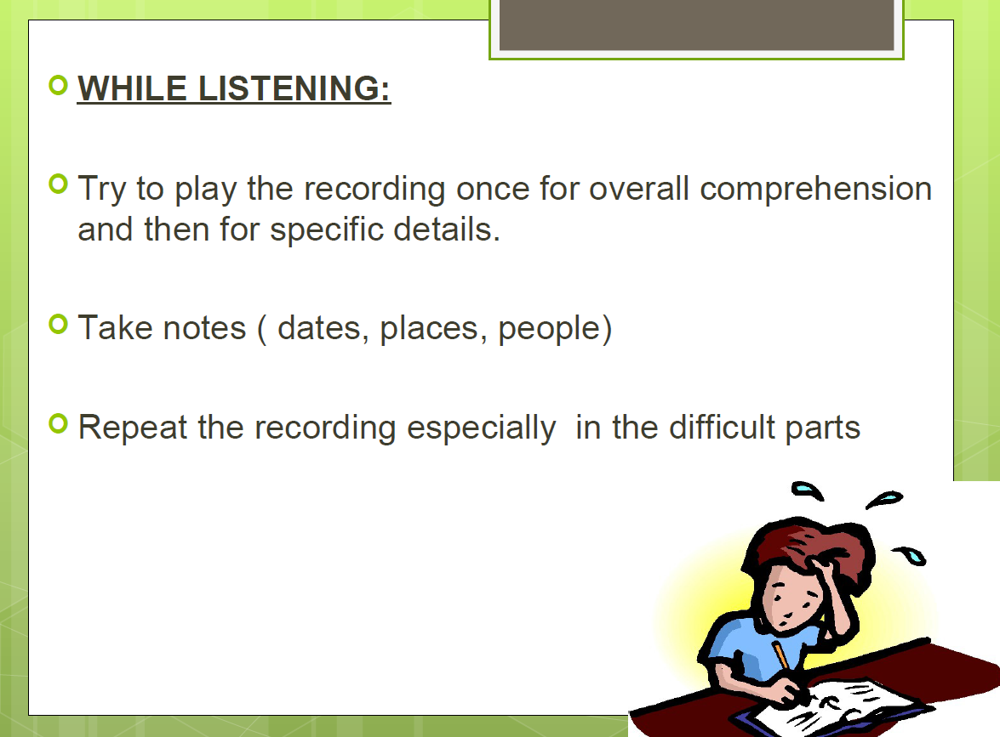 WHILE LISTENING:
Try to play the recording once for overall comprehension
and then for specific details.
Take notes ( dates, places, people)
Repeat the recording especially  in the difficult parts